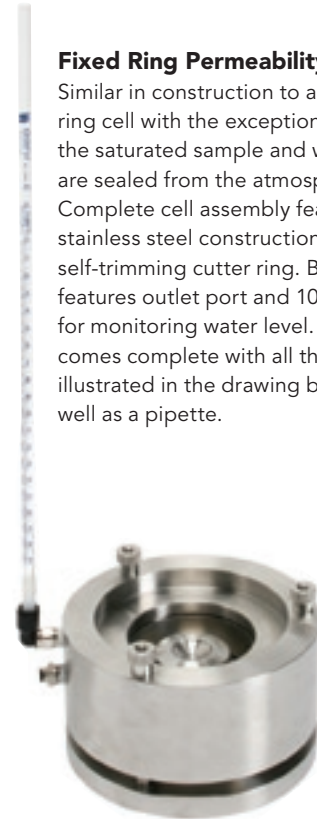 Fixed Ring Permeability
Similar in construction to a
ring cell with the exception
the saturated sample and w
are sealed from the atmosp
Complete cell assembly fea
stainless steel construction
self-trimming cutter ring. B
features outlet port and 10
for monitoring water level.
comes complete with all th
illustrated in the drawing b
well as a pipette.